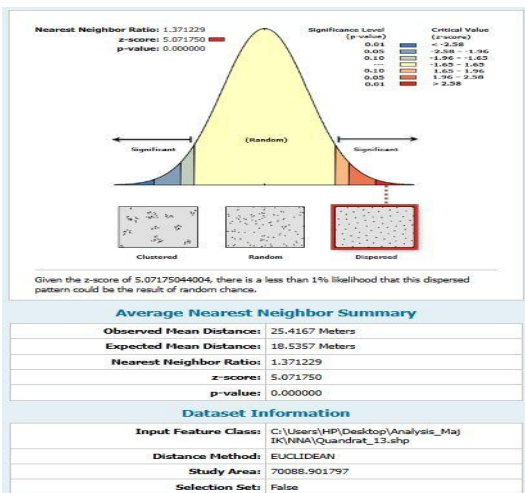 Nearest Neighbor Ratio: 1.371229
z-score: 5.071750
p-value: 0.000000
Significance Level (p-value)
Critical Value (z-score)
0.01 < -2.58
0.05 -2.58 - -1.96
0.10 -1.96 - -1.65
--- -1.65 - 1.65
0.10 1.65 - 1.96
0.05 1.96 - 2.58
0.01 > 2.58
Significant
(Random)
Significant
Clustered
Random
Dispersed
Given the z-score of 5.07175044004, there is a less than 1% likelihood that this dispersed
pattern could be the result of random chance.
Average Nearest Neighbor Summary
Observed Mean Distance: 25.4167 Meters
Expected Mean Distance: 18.5357 Meters
Nearest Neighbor Ratio: 1.371229
z-score: 5.071750
p-value: 0.000000
Dataset Information
Input Feature Class: C:\Users\HP\Desktop\Analysis_Maj
IK\NNA\Quandrat_13.shp
Distance Method: EUCLIDEAN
Study Area: 70088.901797
Selection Set: False